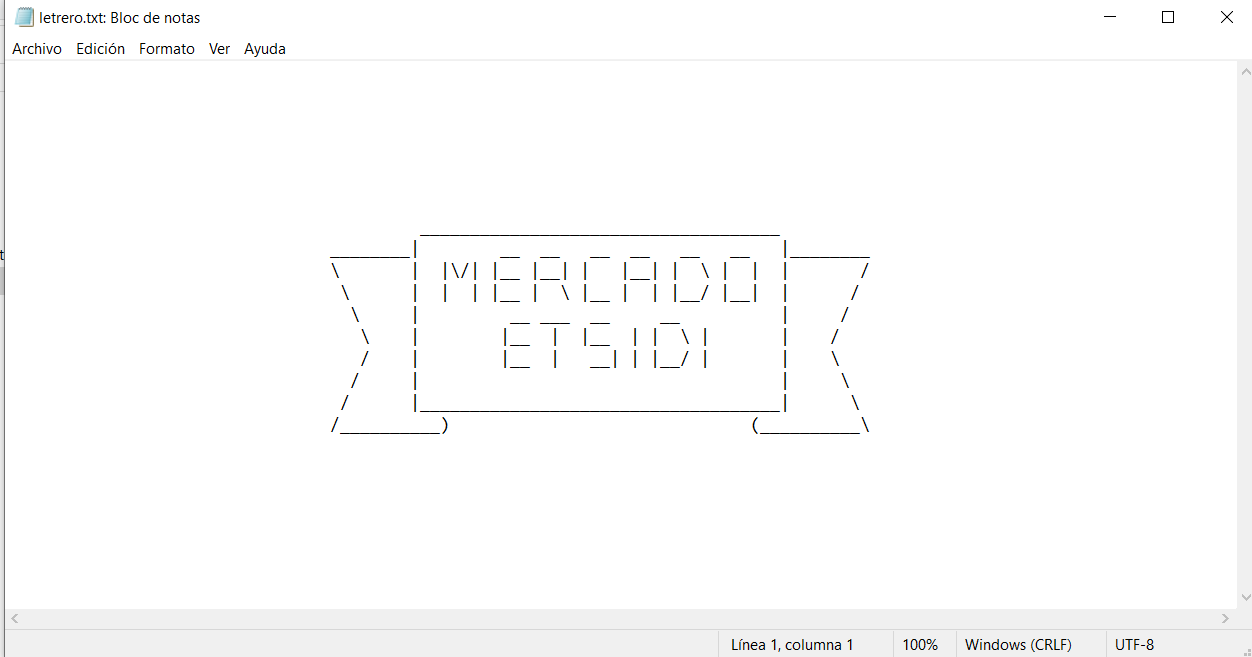 letrero.txt: Bloc de notas
Archivo Edición Formato Ver Ayuda
MERCADO
ETSIDI
Línea 1, columna 1 100% Windows (CRLF) UTF-8